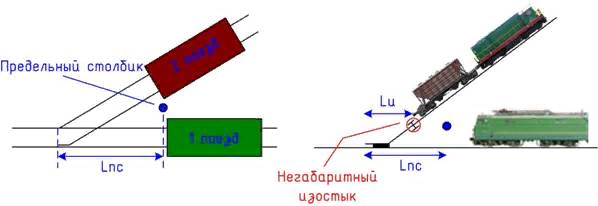 Предельный столбик
2 поезд
1 поезд
Lпс
Lи
Lпс
Негабаритный
изостык